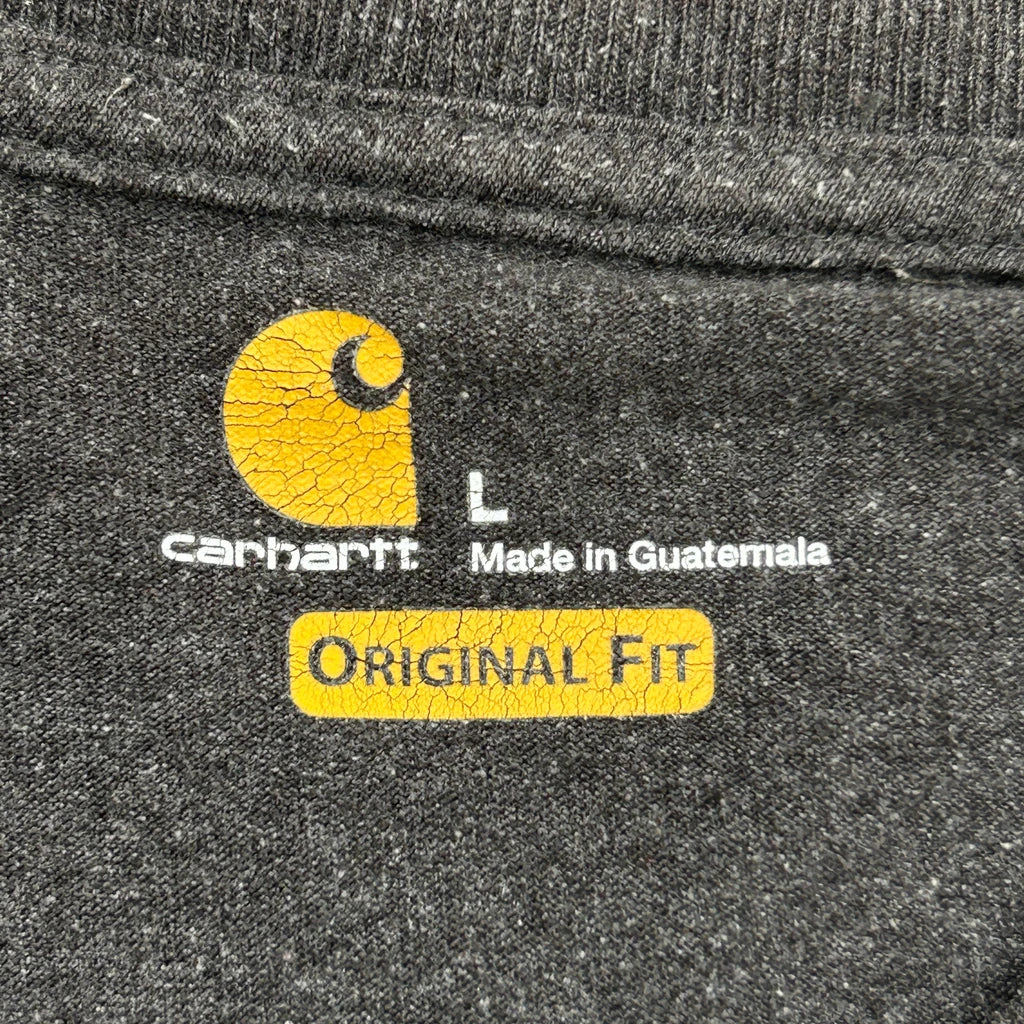 L
carhartt
Made in Guatemala
ORIGINAL FIT